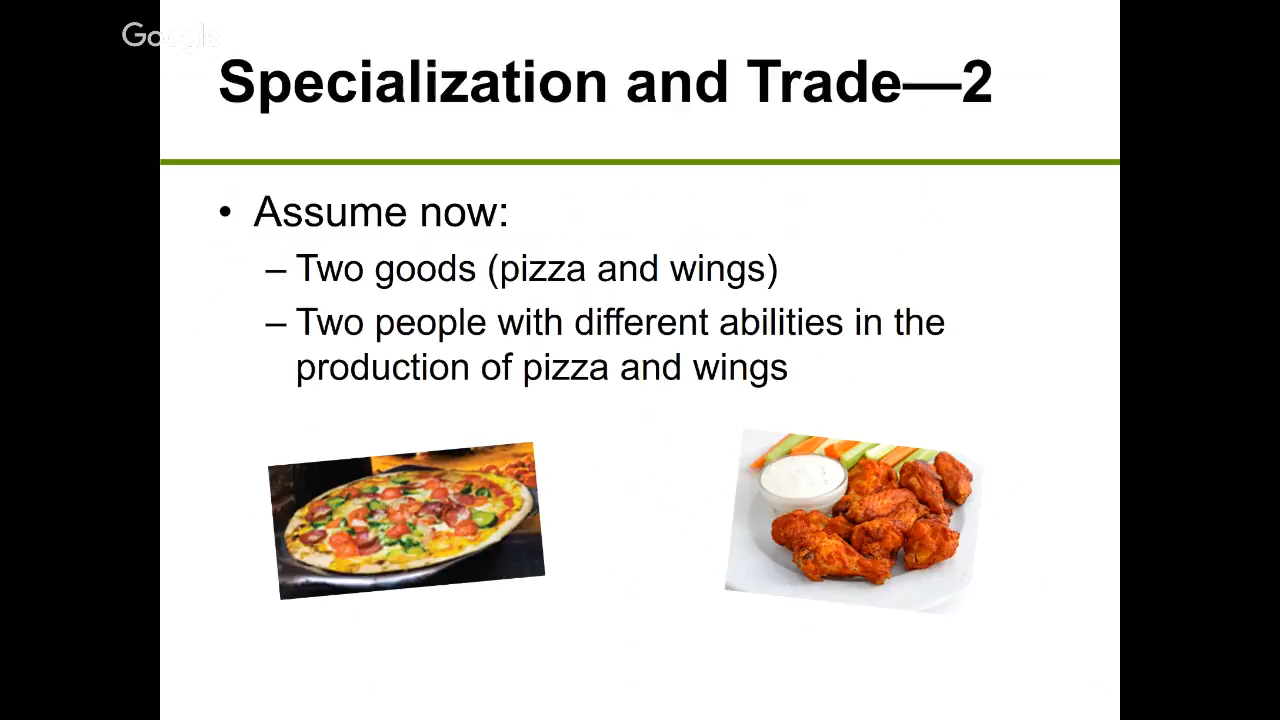 Google
Specialization and Trade—2
• Assume now:
– Two goods (pizza and wings)
– Two people with different abilities in the
production of pizza and wings